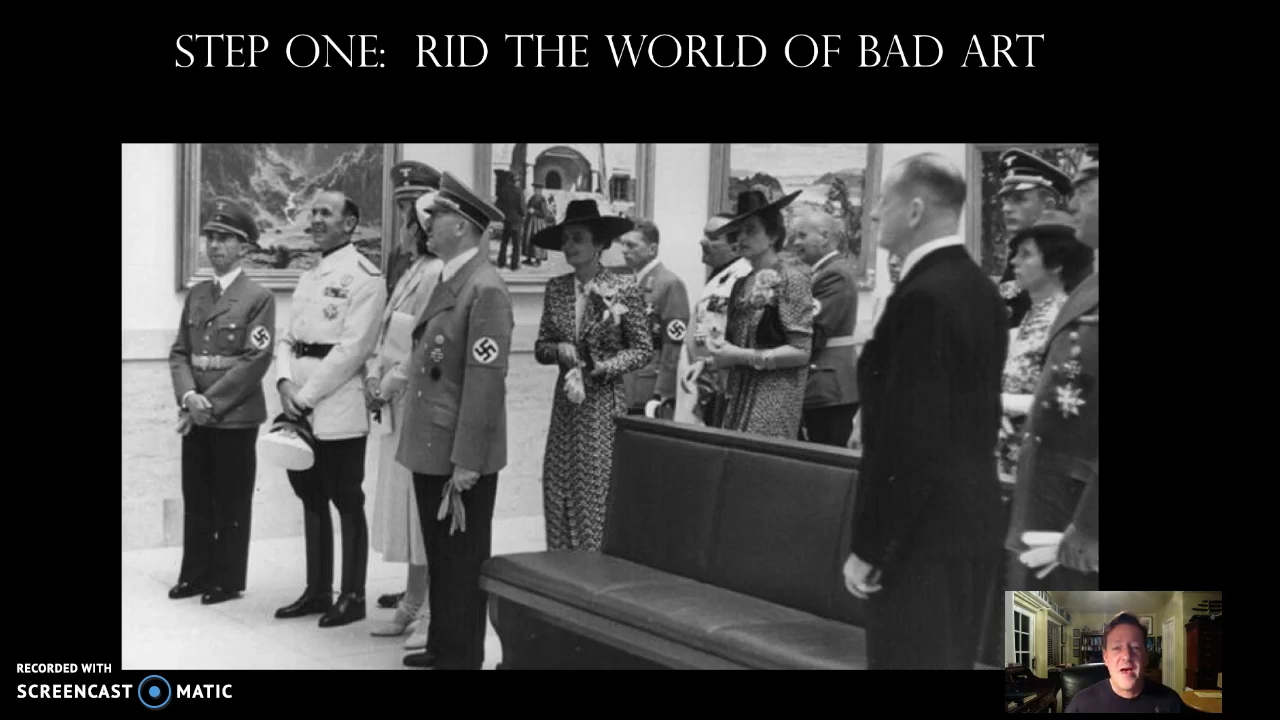 STEP ONE: RID THE WORLD OF BAD ART
RECORDED WITH
SCREENCAST MATIC